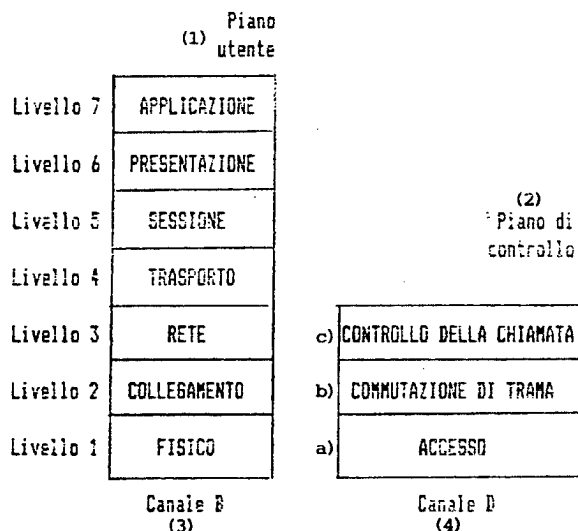 (1) Piano
utente
Livello 7 APPLICAZIONE
Livello 6 PRESENTAZIONE
Livello 5 SESSIONE
Livello 4 TRASPORTO
Livello 3 RETE
Livello 2 COLLEGAMENTO
Livello 1 FISICO
Canale B
(3)
(2)
Piano di
controllo
c) CONTROLLO DELLA CHIAMATA
b) COMMUTAZIONE DI TRAMA
a) ACCESSO
Canale D
(4)